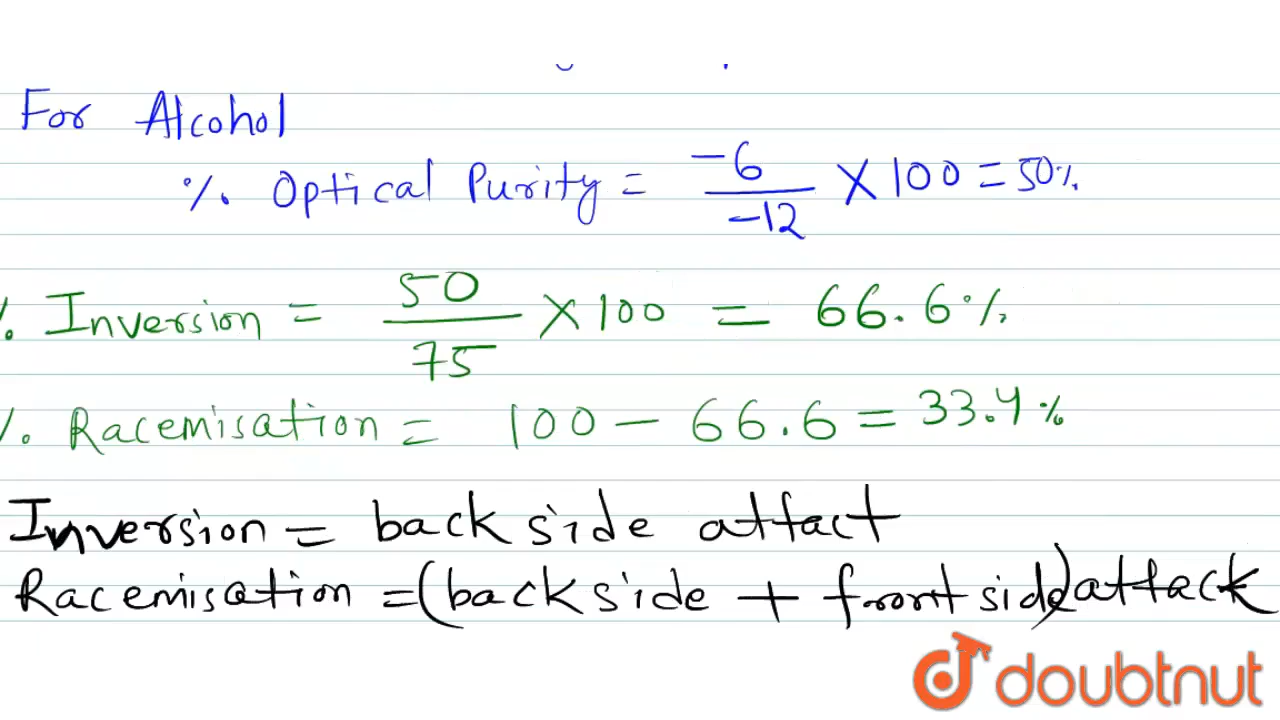 For Alcohol
% Optical Purity = -6/-12 × 100 = 50%
%. Inversion = 50/75 × 100 = 66.6%
%. Racemisation = 100 - 66.6 = 33.4%
Inversion = back side attact
Racemisation = (back side + front side) attack
doubtnut